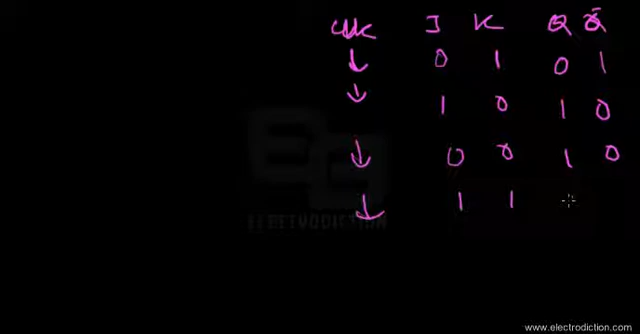 CLK J K Q Q̄
↓ 0 1 0 1
↓ 1 0 1 0
↓ 0 0 1 0
↓ 1 1
ELECTRODICTION
www.electrodiction.com